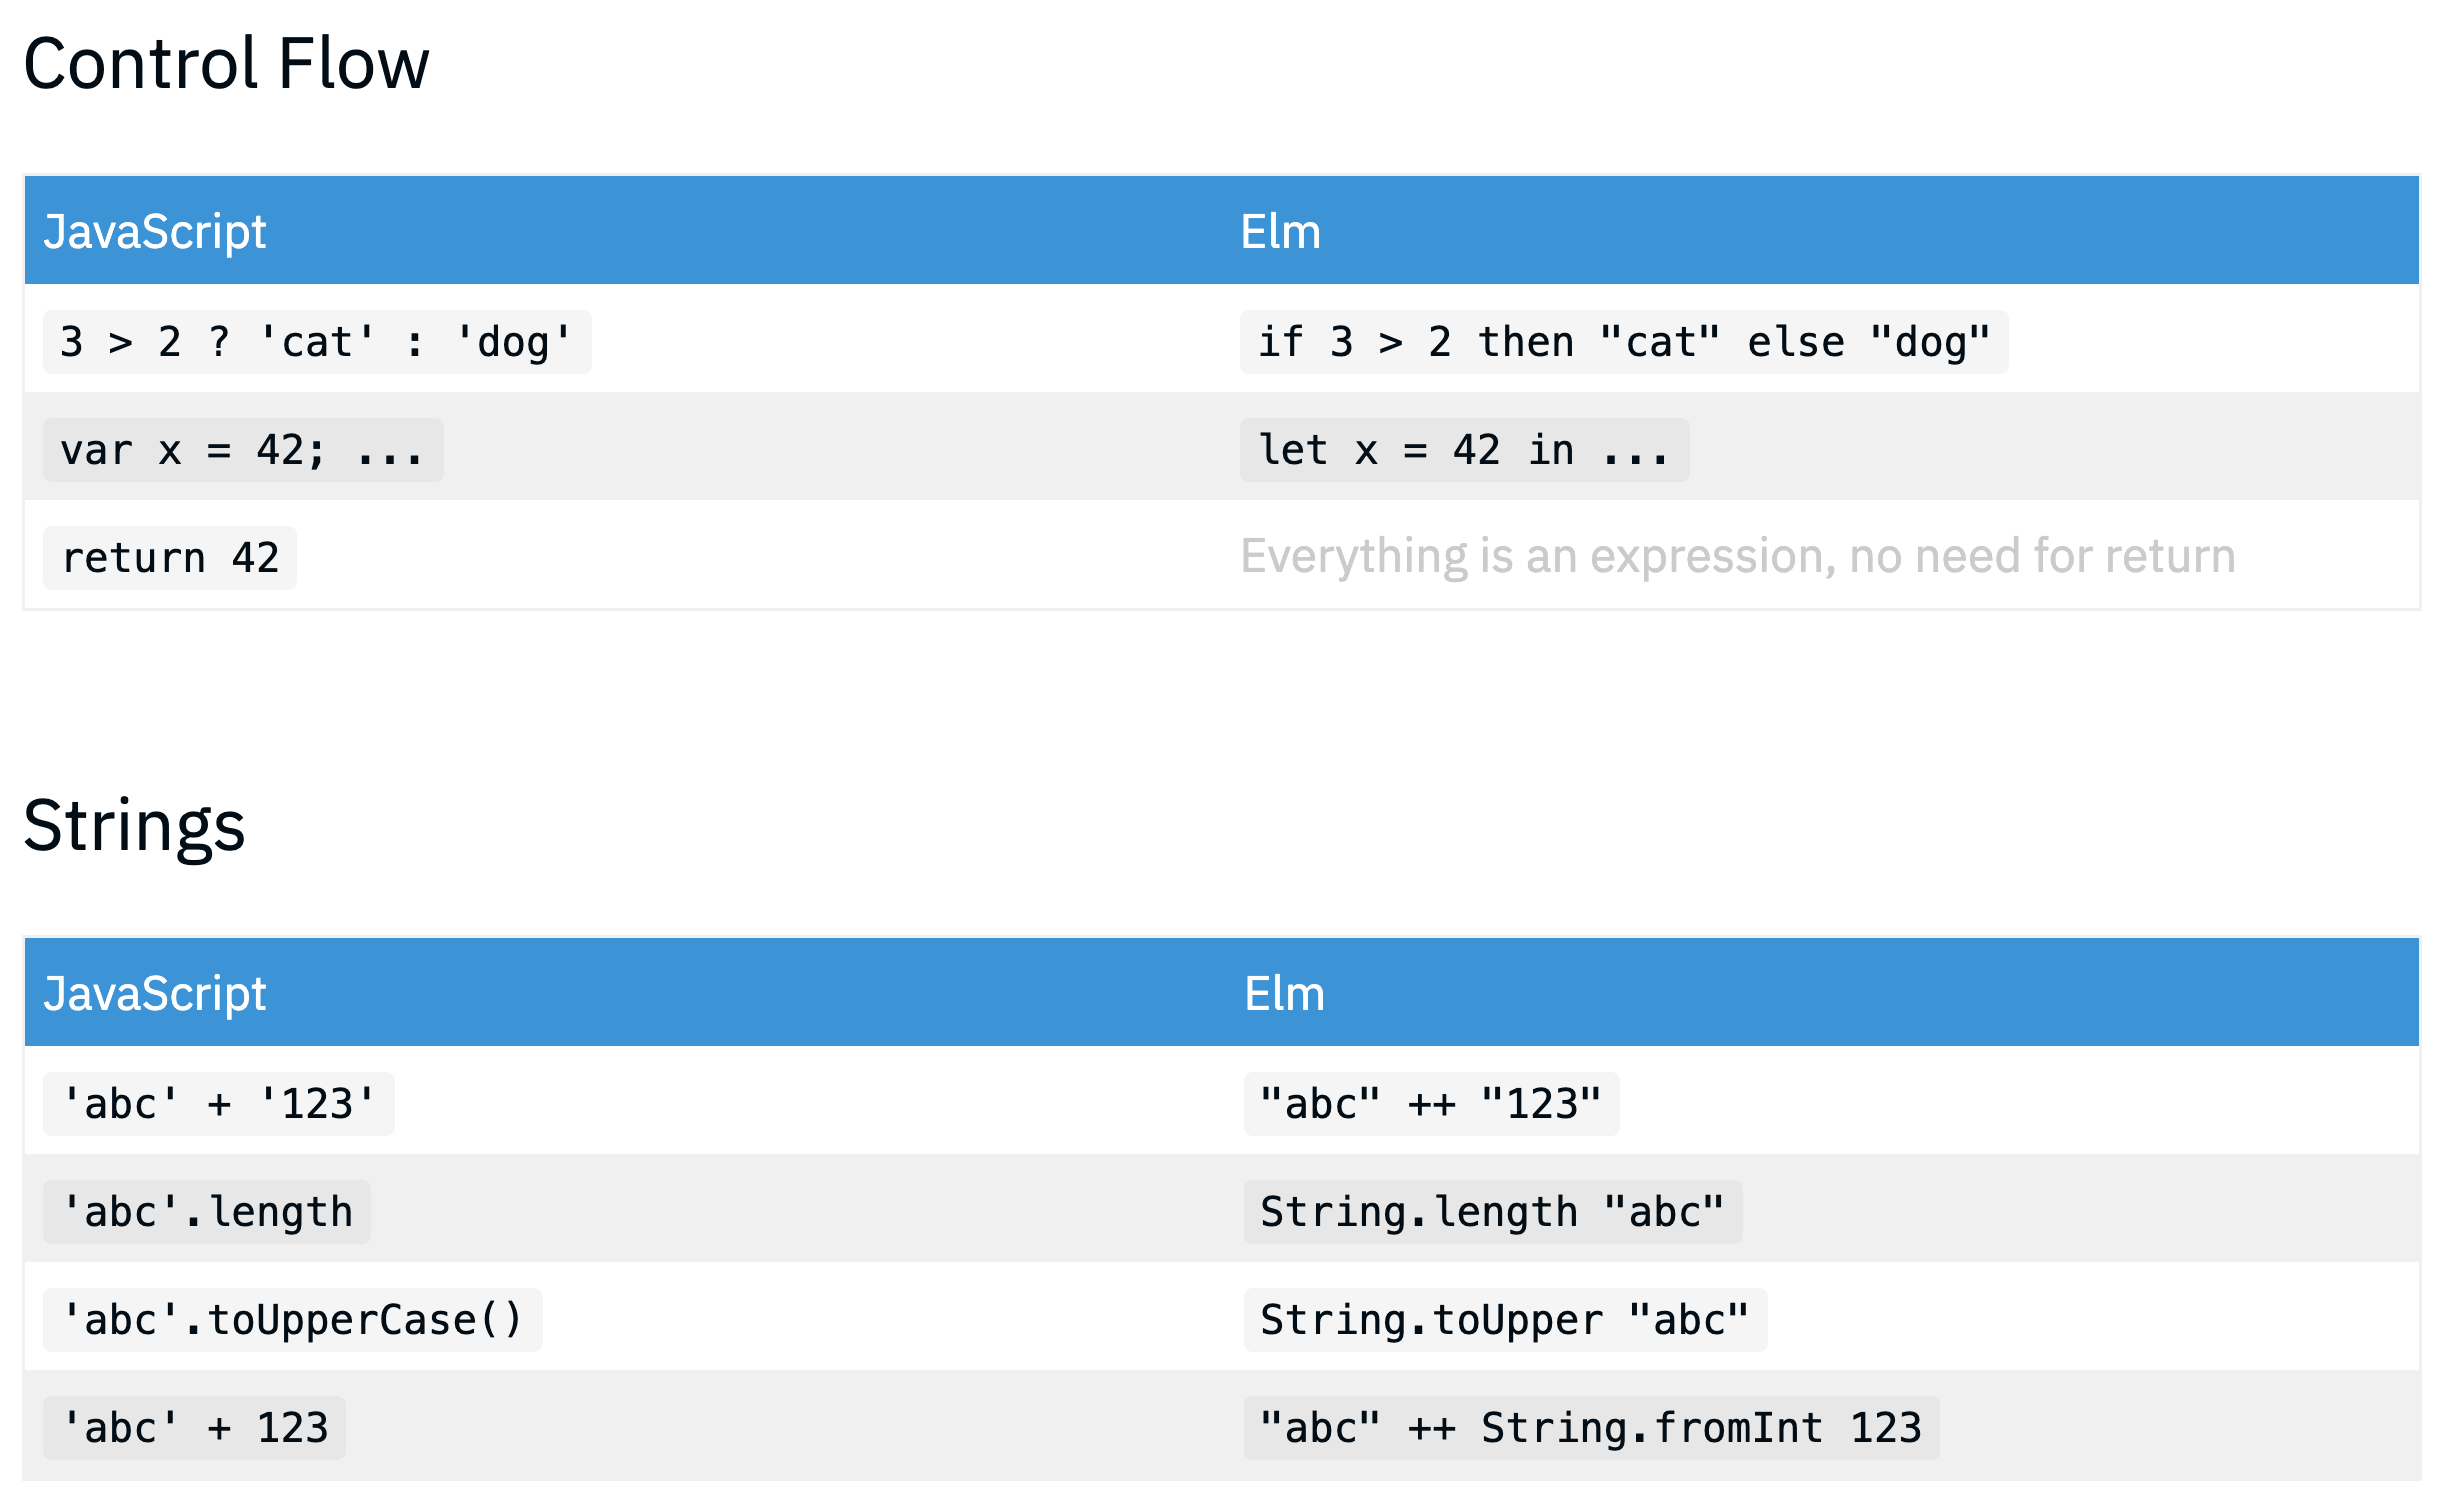 Control Flow
JavaScript Elm
3 > 2 ? 'cat' : 'dog' if 3 > 2 then "cat" else "dog"
var x = 42; ... let x = 42 in ...
return 42 Everything is an expression, no need for return
Strings
JavaScript Elm
'abc' + '123' "abc" ++ "123"
'abc'.length String.length "abc"
'abc'.toUpperCase() String.toUpper "abc"
'abc' + 123 "abc" ++ String.fromInt 123